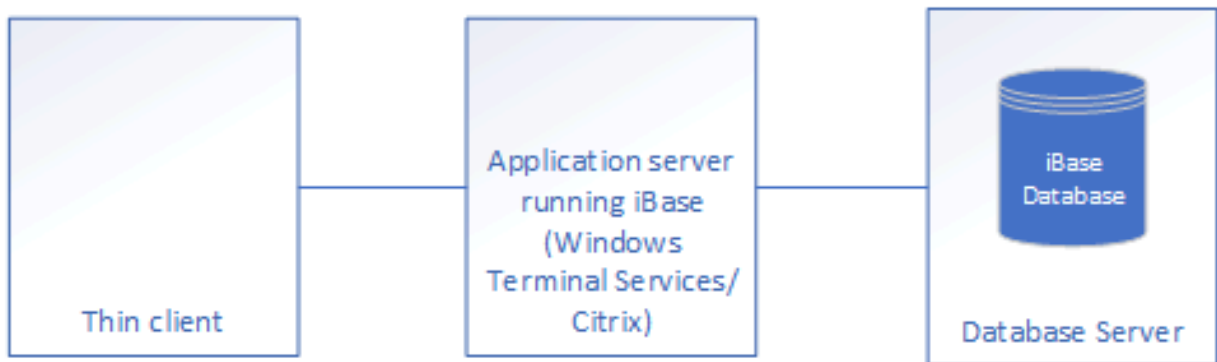 Thin client
Application server
running iBase
(Windows
Terminal Services/
Citrix)
iBase
Database
Database Server